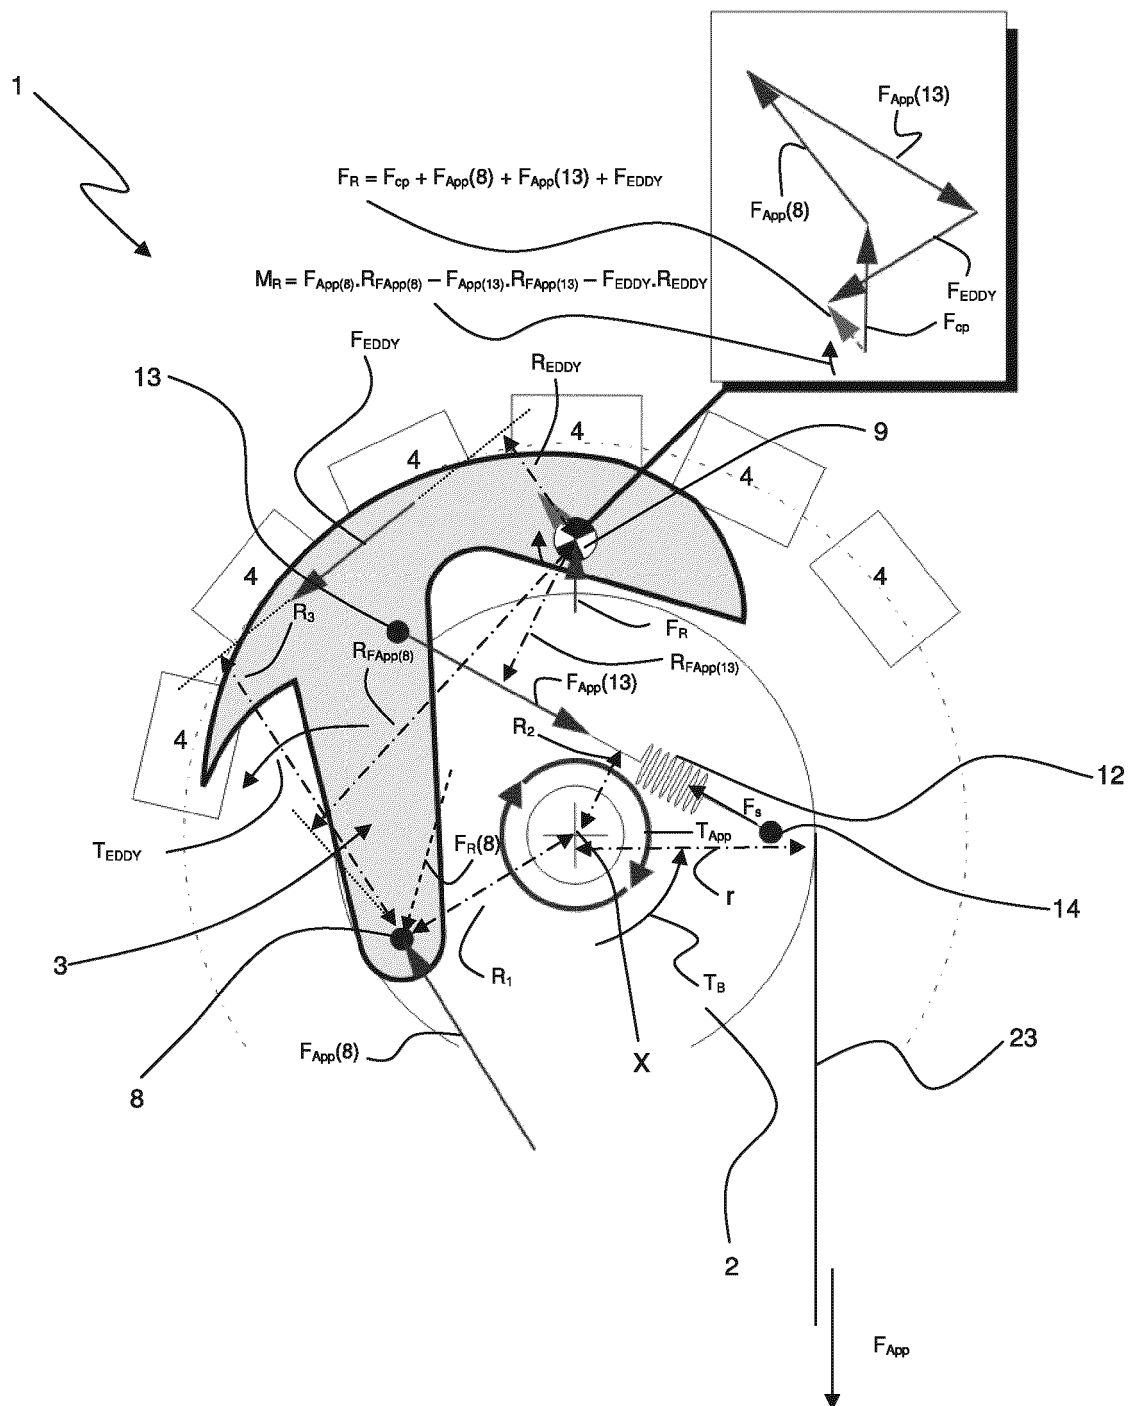 1
F_App(13)
F_R = F_cp + F_App(8) + F_App(13) + F_EDDY
F_App(8)
M_R = F_App(8).R_FApp(8) – F_App(13).R_FApp(13) – F_EDDY.R_EDDY
F_EDDY
F_cp
F_EDDY
R_EDDY
13
4
9
4
4
4
4
R_3
F_R
R_FApp(8)
R_FApp(13)
F_App(13)
4
R_2
12
F_s
T_App
T_EDDY
F_R(8)
r
14
3
R_1
T_B
F_App(8)
X
23
8
2
F_App